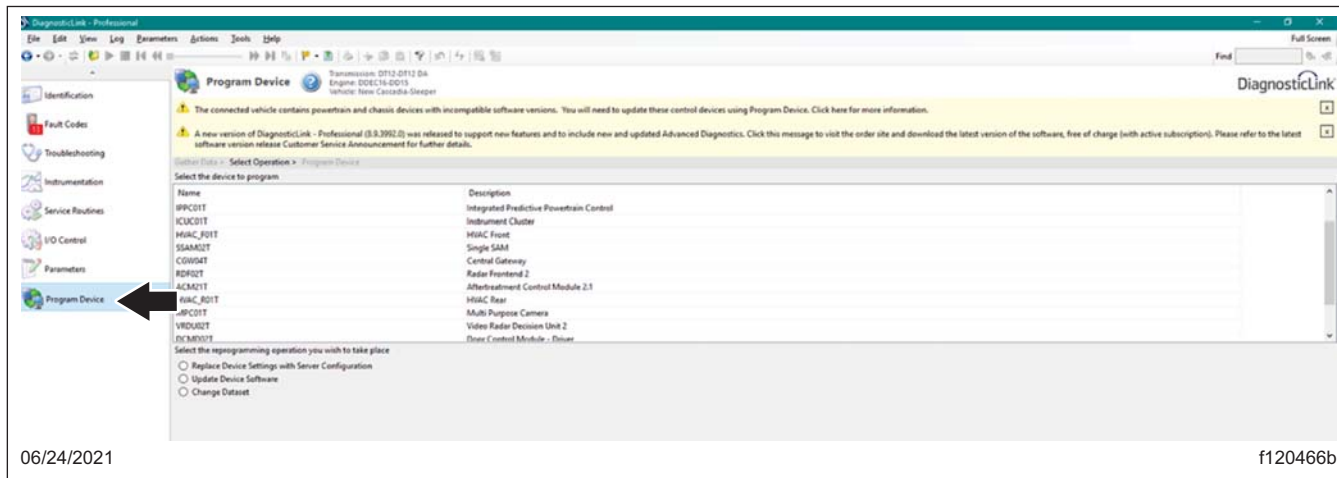 DiagnosticLink - Professional
File Edit View Log Parameters Actions Tools Help Full Screen
Find
Identification
Fault Codes
13
Troubleshooting
Instrumentation
Service Routines
I/O Control
Parameters
Program Device
Program Device
Transmission: DT12-DT12 DA
Engine: DDEC16-DD15
Vehicle: New Cascadia-Sleeper
DiagnosticLink
The connected vehicle contains powertrain and chassis devices with incompatible software versions. You will need to update these control devices using Program Device. Click here for more information.
A new version of DiagnosticLink - Professional (8.9.3992.0) was released to support new features and to include new and updated Advanced Diagnostics. Click this message to visit the order site and download the latest version of the software, free of charge (with active subscription). Please refer to the latest
software version release Customer Service Announcement for further details.
Gather Data > Select Operation > Program Device
Select the device to program
Name Description
IPPC01T Integrated Predictive Powertrain Control
ICUC01T Instrument Cluster
HVAC_F01T HVAC Front
SSAM02T Single SAM
CGW04T Central Gateway
RDF02T Radar Frontend 2
ACM21T Aftertreatment Control Module 2.1
HVAC_R01T HVAC Rear
MPC01T Multi Purpose Camera
VRDU02T Video Radar Decision Unit 2
DCMD02T Door Control Module - Driver
Select the reprogramming operation you wish to take place
Replace Device Settings with Server Configuration
Update Device Software
Change Dataset
06/24/2021 f120466b